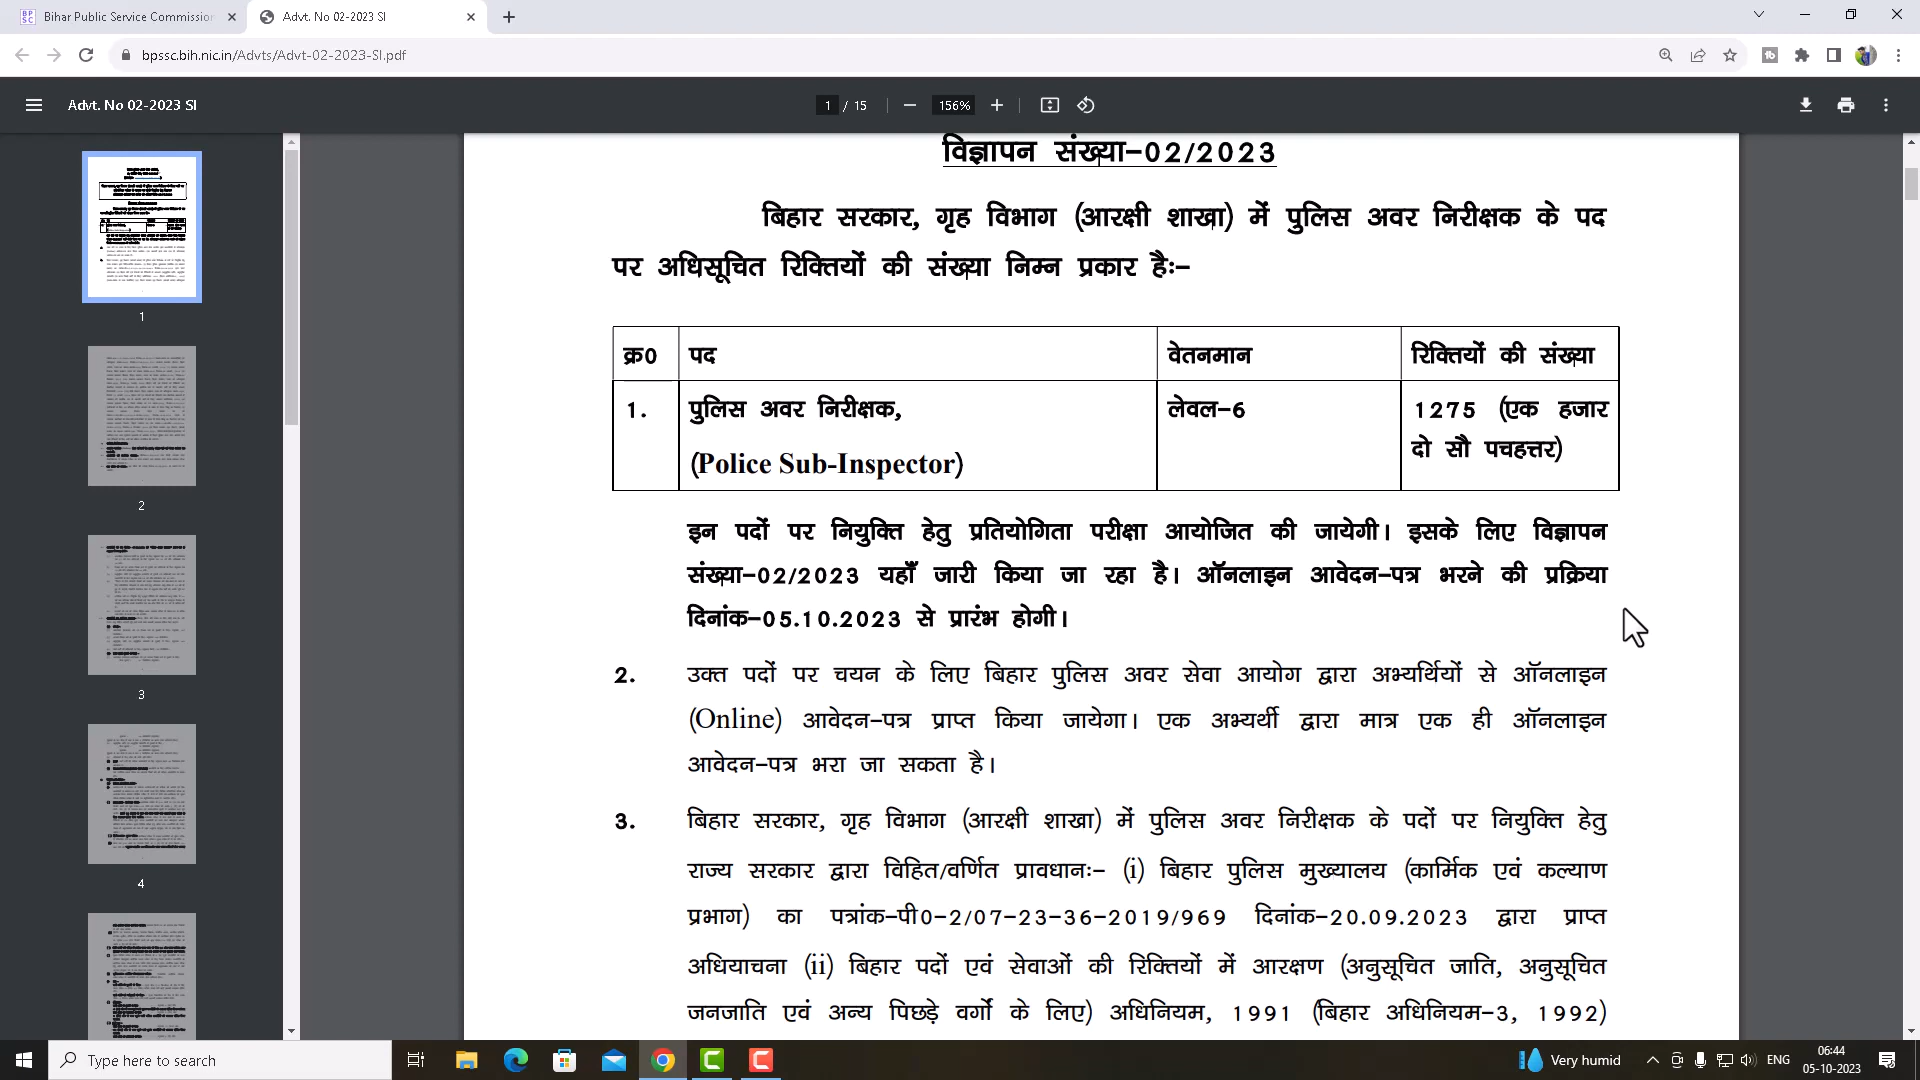 Bihar Public Service Commission
Advt. No 02-2023 SI
bpssc.bih.nic.in/Advts/Advt-02-2023-SI.pdf
Advt. No 02-2023 SI
1 / 15
156%
विज्ञापन संख्या-02/2023
बिहार सरकार, गृह विभाग (आरक्षी शाखा) में पुलिस अवर निरीक्षक के पद
पर अधिसूचित रिक्तियों की संख्या निम्न प्रकार हैः-
क्र0 पद वेतनमान रिक्तियों की संख्या
1. पुलिस अवर निरीक्षक, लेवल-6 1275 (एक हजार
(Police Sub-Inspector) दो सौ पचहत्तर)
इन पदों पर नियुक्ति हेतु प्रतियोगिता परीक्षा आयोजित की जायेगी। इसके लिए विज्ञापन
संख्या-02/2023 यहाँ जारी किया जा रहा है। ऑनलाइन आवेदन-पत्र भरने की प्रक्रिया
दिनांक-05.10.2023 से प्रारंभ होगी।
2. उक्त पदों पर चयन के लिए बिहार पुलिस अवर सेवा आयोग द्वारा अभ्यर्थियों से ऑनलाइन
(Online) आवेदन-पत्र प्राप्त किया जायेगा। एक अभ्यर्थी द्वारा मात्र एक ही ऑनलाइन
आवेदन-पत्र भरा जा सकता है।
3. बिहार सरकार, गृह विभाग (आरक्षी शाखा) में पुलिस अवर निरीक्षक के पदों पर नियुक्ति हेतु
राज्य सरकार द्वारा विहित/वर्णित प्रावधानः- (i) बिहार पुलिस मुख्यालय (कार्मिक एवं कल्याण
प्रभाग) का पत्रांक-पी0-2/07-23-36-2019/969 दिनांक-20.09.2023 द्वारा प्राप्त
अधियाचना (ii) बिहार पदों एवं सेवाओं की रिक्तियों में आरक्षण (अनुसूचित जाति, अनुसूचित
जनजाति एवं अन्य पिछड़े वर्गों के लिए) अधिनियम, 1991 (बिहार अधिनियम-3, 1992)
1
2
3
4
Type here to search
Very humid
ENG
06:44
05-10-2023